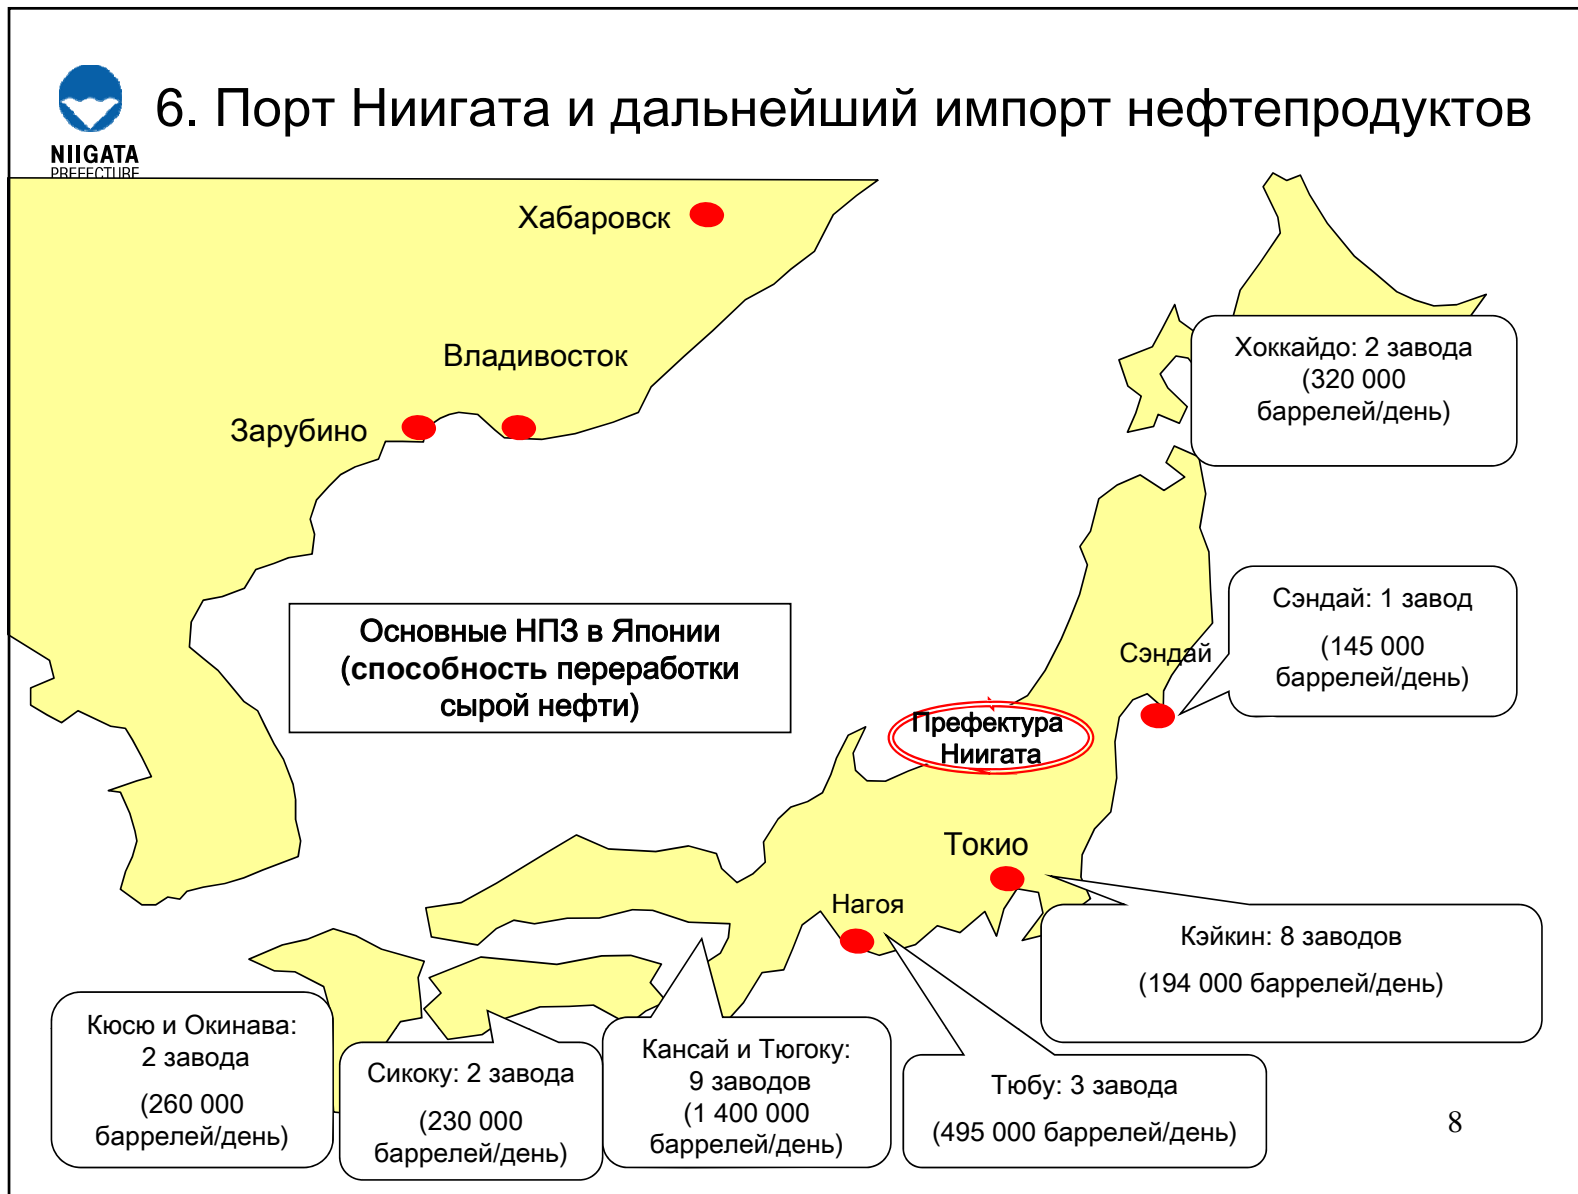 6. Порт Ниигата и дальнейший импорт нефтепродуктов
NIIGATA
PREFECTURE
Хабаровск
Владивосток
Зарубино
Хоккайдо: 2 завода
(320 000
баррелей/день)
Основные НПЗ в Японии
(способность переработки
сырой нефти)
Сэндай: 1 завод
(145 000
баррелей/день)
Сэндай
Префектура
Ниигата
Токио
Нагоя
Кэйкин: 8 заводов
(194 000 баррелей/день)
Кюсю и Окинава:
2 завода
(260 000
баррелей/день)
Сикоку: 2 завода
(230 000
баррелей/день)
Кансай и Тюгоку:
9 заводов
(1 400 000
баррелей/день)
Тюбу: 3 завода
(495 000 баррелей/день)
8